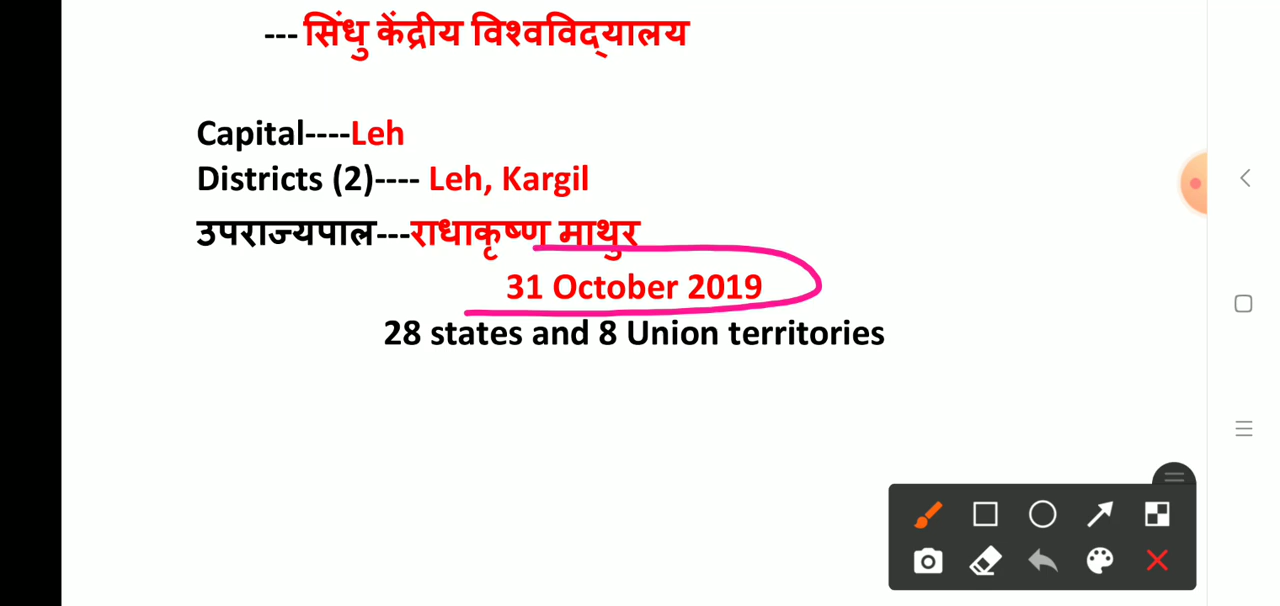 ---सिंधु केंद्रीय विश्वविद्यालय
Capital----Leh
Districts (2)---- Leh, Kargil
उपराज्यपाल---राधाकृष्ण माथुर
31 October 2019
28 states and 8 Union territories